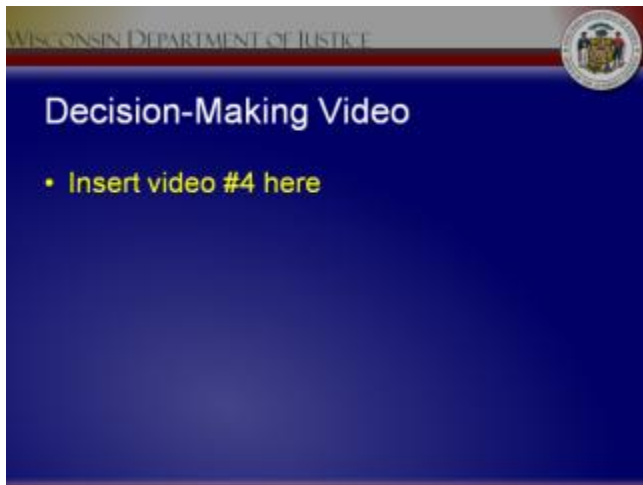 WISCONSIN DEPARTMENT OF JUSTICE
Decision-Making Video
• Insert video #4 here